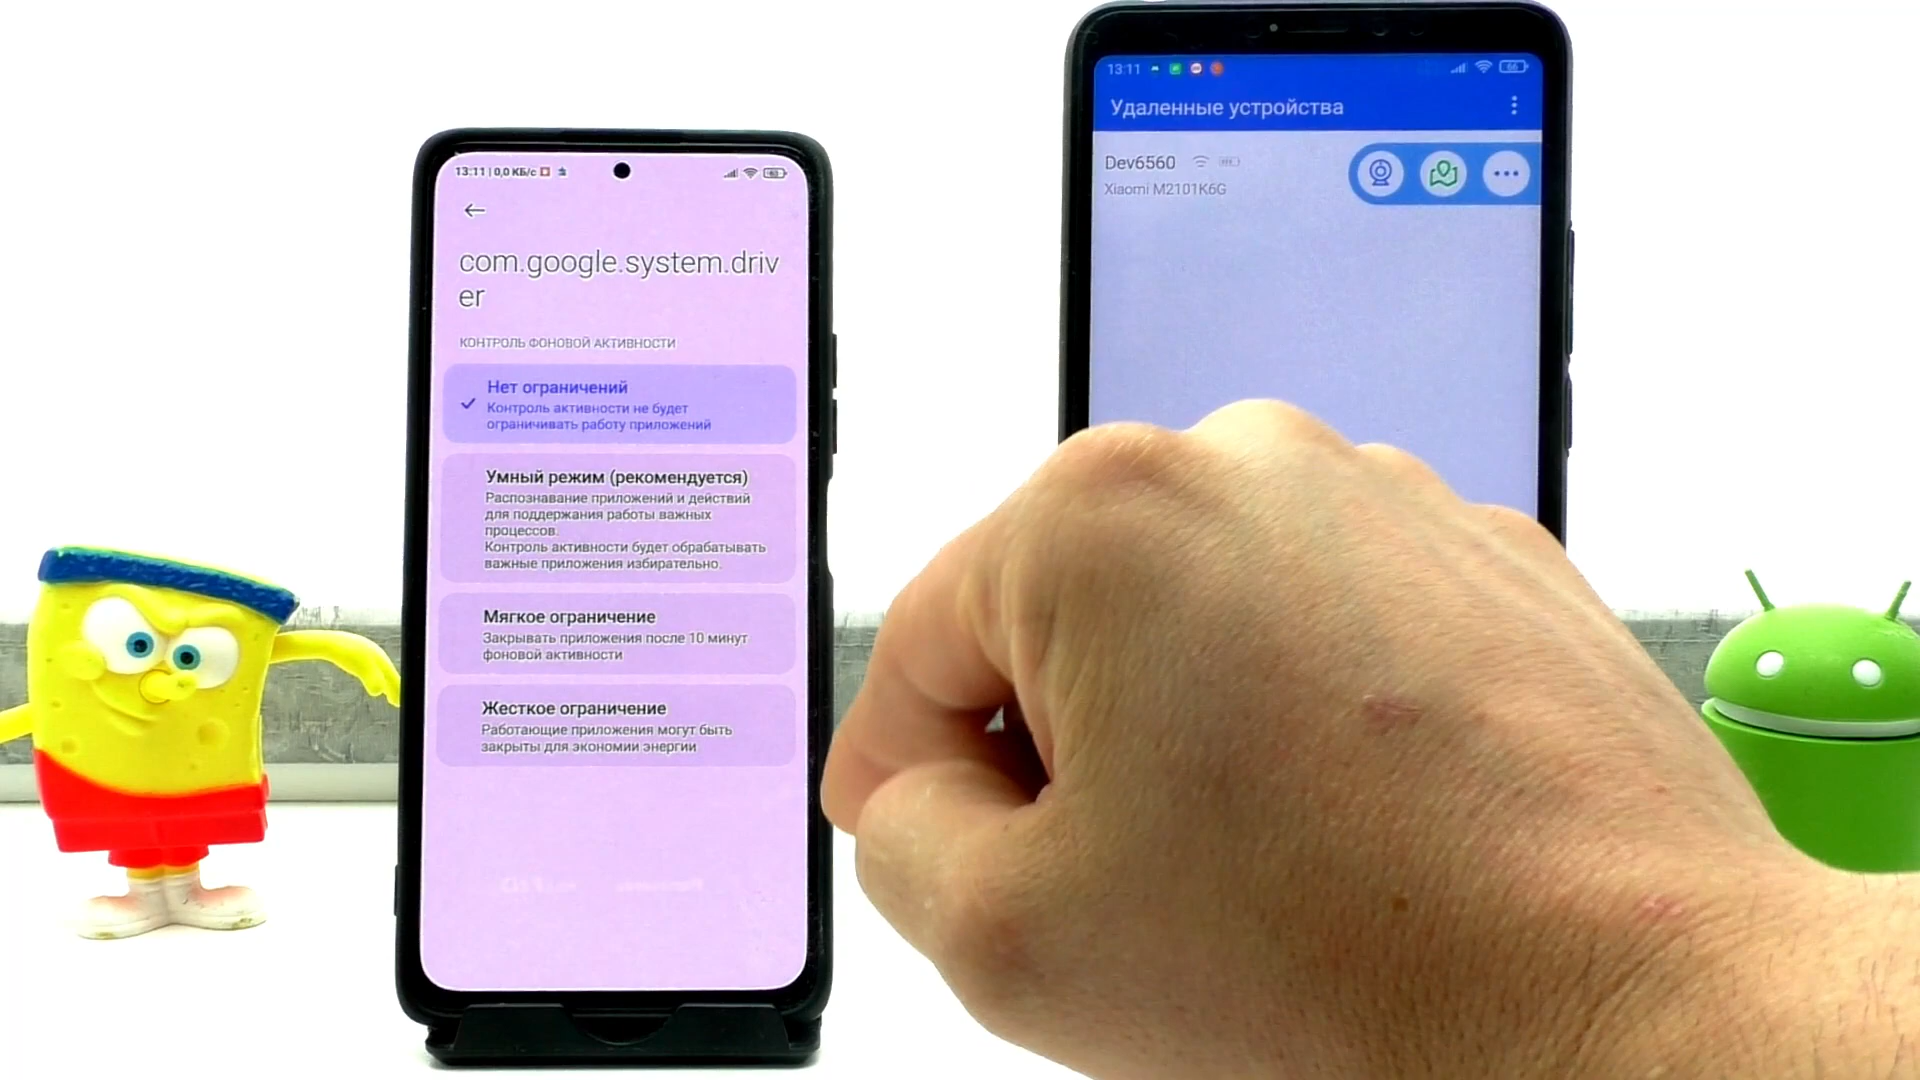 13:11 | 0,0 КБ/с
com.google.system.driv
er
КОНТРОЛЬ ФОНОВОЙ АКТИВНОСТИ
Нет ограничений
Контроль активности не будет
ограничивать работу приложений
Умный режим (рекомендуется)
Распознавание приложений и действий
для поддержания работы важных
процессов.
Контроль активности будет обрабатывать
важные приложения избирательно.
Мягкое ограничение
Закрывать приложения после 10 минут
фоновой активности
Жесткое ограничение
Работающие приложения могут быть
закрыты для экономии энергии
13:11
66
Удаленные устройства
Dev6560
Xiaomi M2101K6G